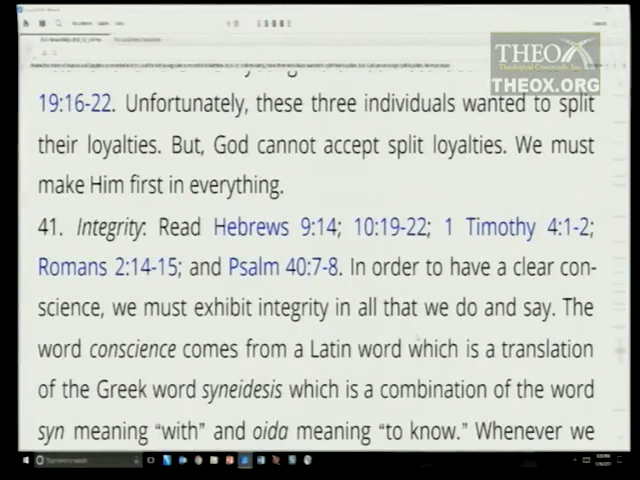 THEOX
THEOX.ORG
19:16-22. Unfortunately, these three individuals wanted to split
their loyalties. But, God cannot accept split loyalties. We must
make Him first in everything.
41. Integrity: Read Hebrews 9:14; 10:19-22; 1 Timothy 4:1-2;
Romans 2:14-15; and Psalm 40:7-8. In order to have a clear con-
science, we must exhibit integrity in all that we do and say. The
word conscience comes from a Latin word which is a translation
of the Greek word syneidesis which is a combination of the word
syn meaning “with” and oida meaning “to know.” Whenever we